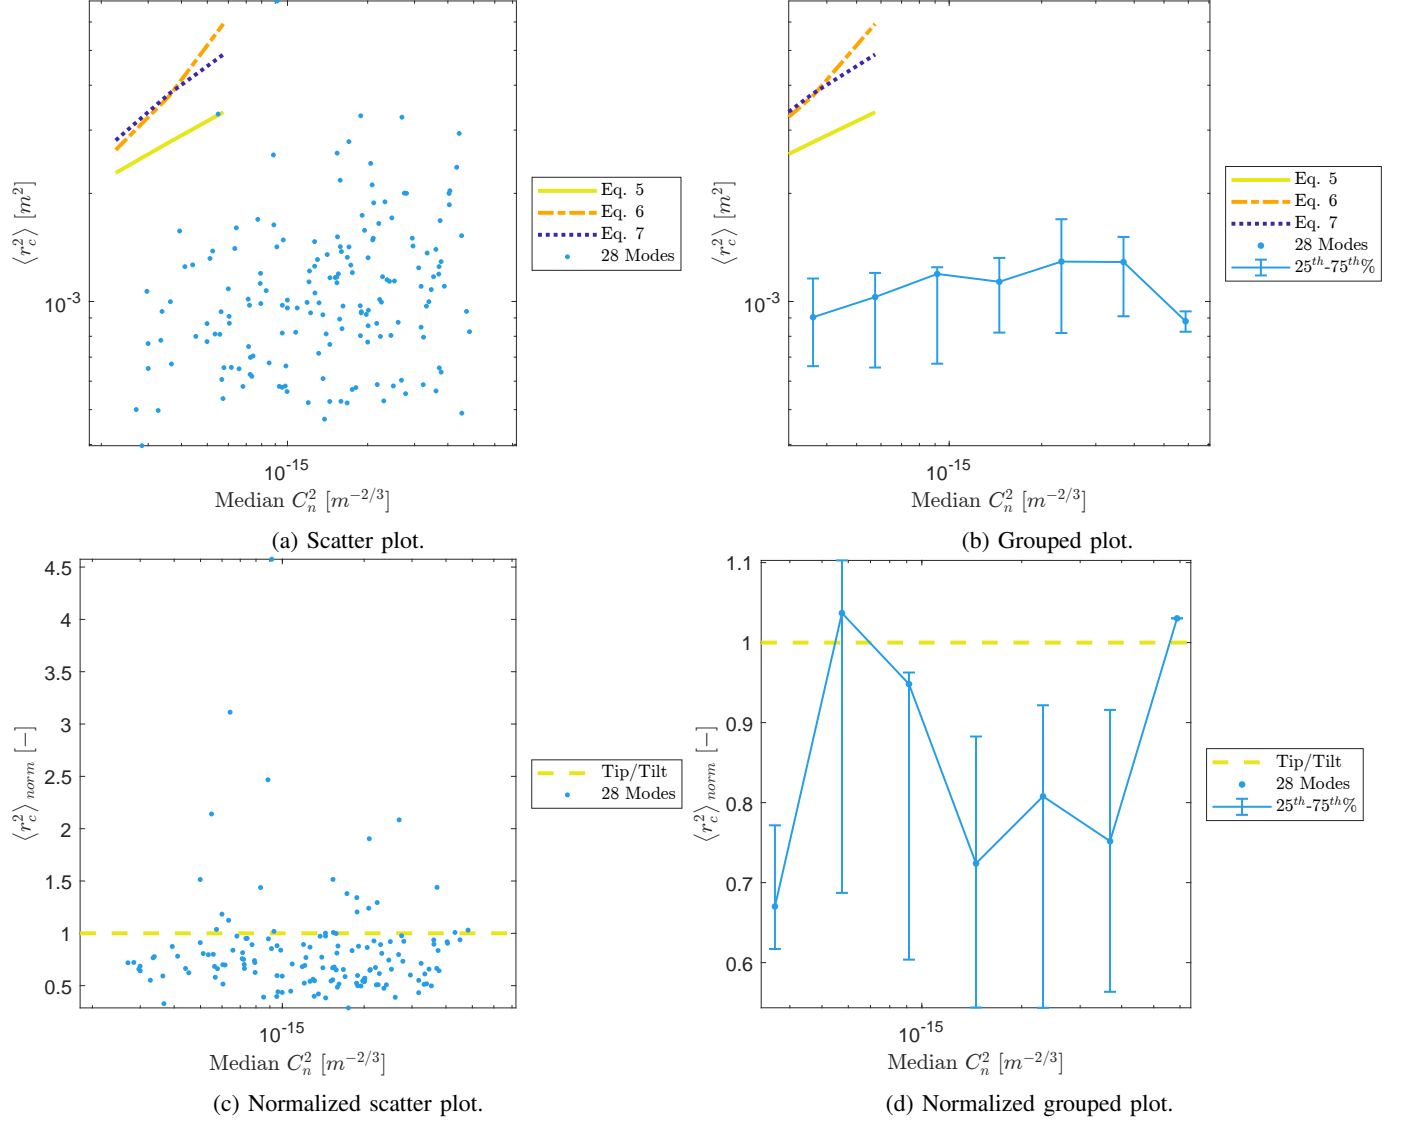 ⟨r_c^2⟩ [m^2]
10^-3
10^-15
Median C_n^2 [m^{-2/3}]
Eq. 5
Eq. 6
Eq. 7
28 Modes
(a) Scatter plot.
⟨r_c^2⟩ [m^2]
10^-3
10^-15
Median C_n^2 [m^{-2/3}]
Eq. 5
Eq. 6
Eq. 7
28 Modes
25^{th}-75^{th}%
(b) Grouped plot.
⟨r_c^2⟩_{norm} [−]
4.5
4
3.5
3
2.5
2
1.5
1
0.5
10^-15
Median C_n^2 [m^{-2/3}]
Tip/Tilt
28 Modes
(c) Normalized scatter plot.
⟨r_c^2⟩_{norm} [−]
1.1
1
0.9
0.8
0.7
0.6
10^-15
Median C_n^2 [m^{-2/3}]
Tip/Tilt
28 Modes
25^{th}-75^{th}%
(d) Normalized grouped plot.